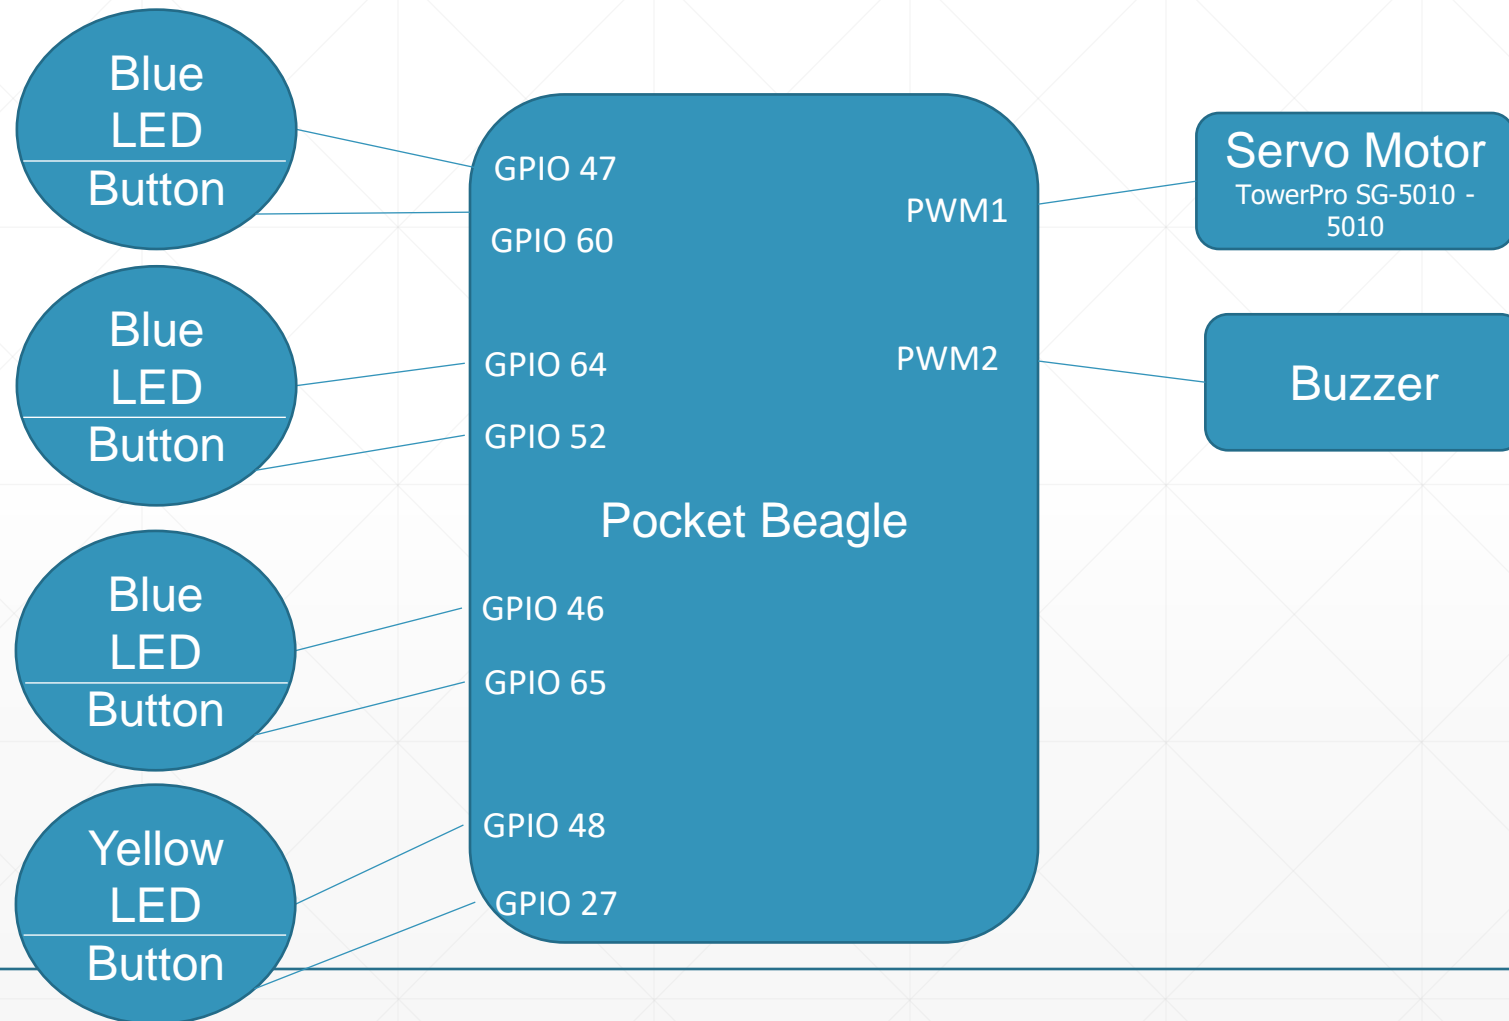 Blue
LED
Button
Blue
LED
Button
Blue
LED
Button
Yellow
LED
Button
GPIO 47
GPIO 60
GPIO 64
GPIO 52
Pocket Beagle
GPIO 46
GPIO 65
GPIO 48
GPIO 27
PWM1
PWM2
Servo Motor
TowerPro SG-5010 -
5010
Buzzer